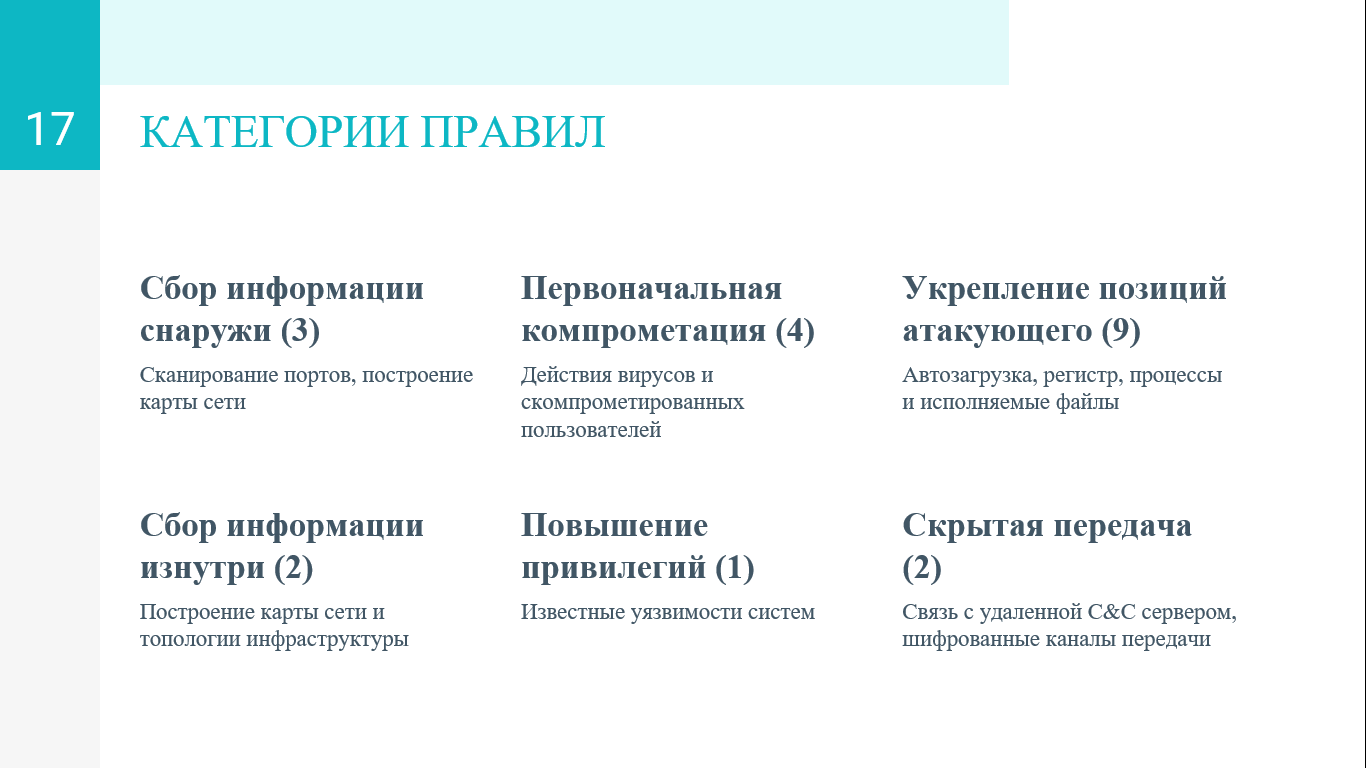 17
КАТЕГОРИИ ПРАВИЛ
Сбор информации
снаружи (3)
Сканирование портов, построение
карты сети
Первоначальная
компрометация (4)
Действия вирусов и
скомпрометированных
пользователей
Укрепление позиций
атакующего (9)
Автозагрузка, регистр, процессы
и исполняемые файлы
Сбор информации
изнутри (2)
Построение карты сети и
топологии инфраструктуры
Повышение
привилегий (1)
Известные уязвимости систем
Скрытая передача
(2)
Связь с удаленной C&C сервером,
шифрованные каналы передачи